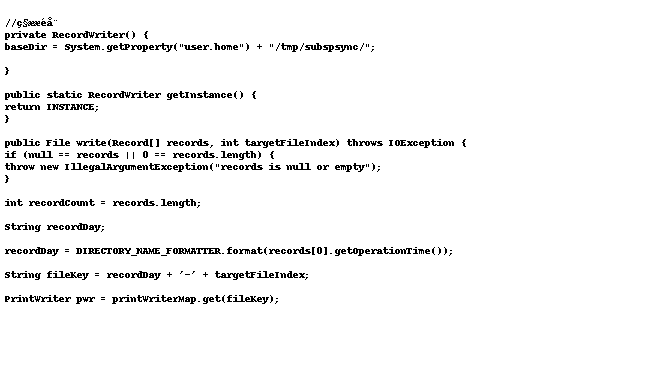 //ç§ææé å¨
private RecordWriter() {
baseDir = System.getProperty("user.home") + "/tmp/subspsync/";
}
public static RecordWriter getInstance() {
return INSTANCE;
}
public File write(Record[] records, int targetFileIndex) throws IOException {
if (null == records || 0 == records.length) {
throw new IllegalArgumentException("records is null or empty");
}
int recordCount = records.length;
String recordDay;
recordDay = DIRECTORY_NAME_FORMATTER.format(records[0].getOperationTime());
String fileKey = recordDay + '-' + targetFileIndex;
PrintWriter pwr = printWriterMap.get(fileKey);